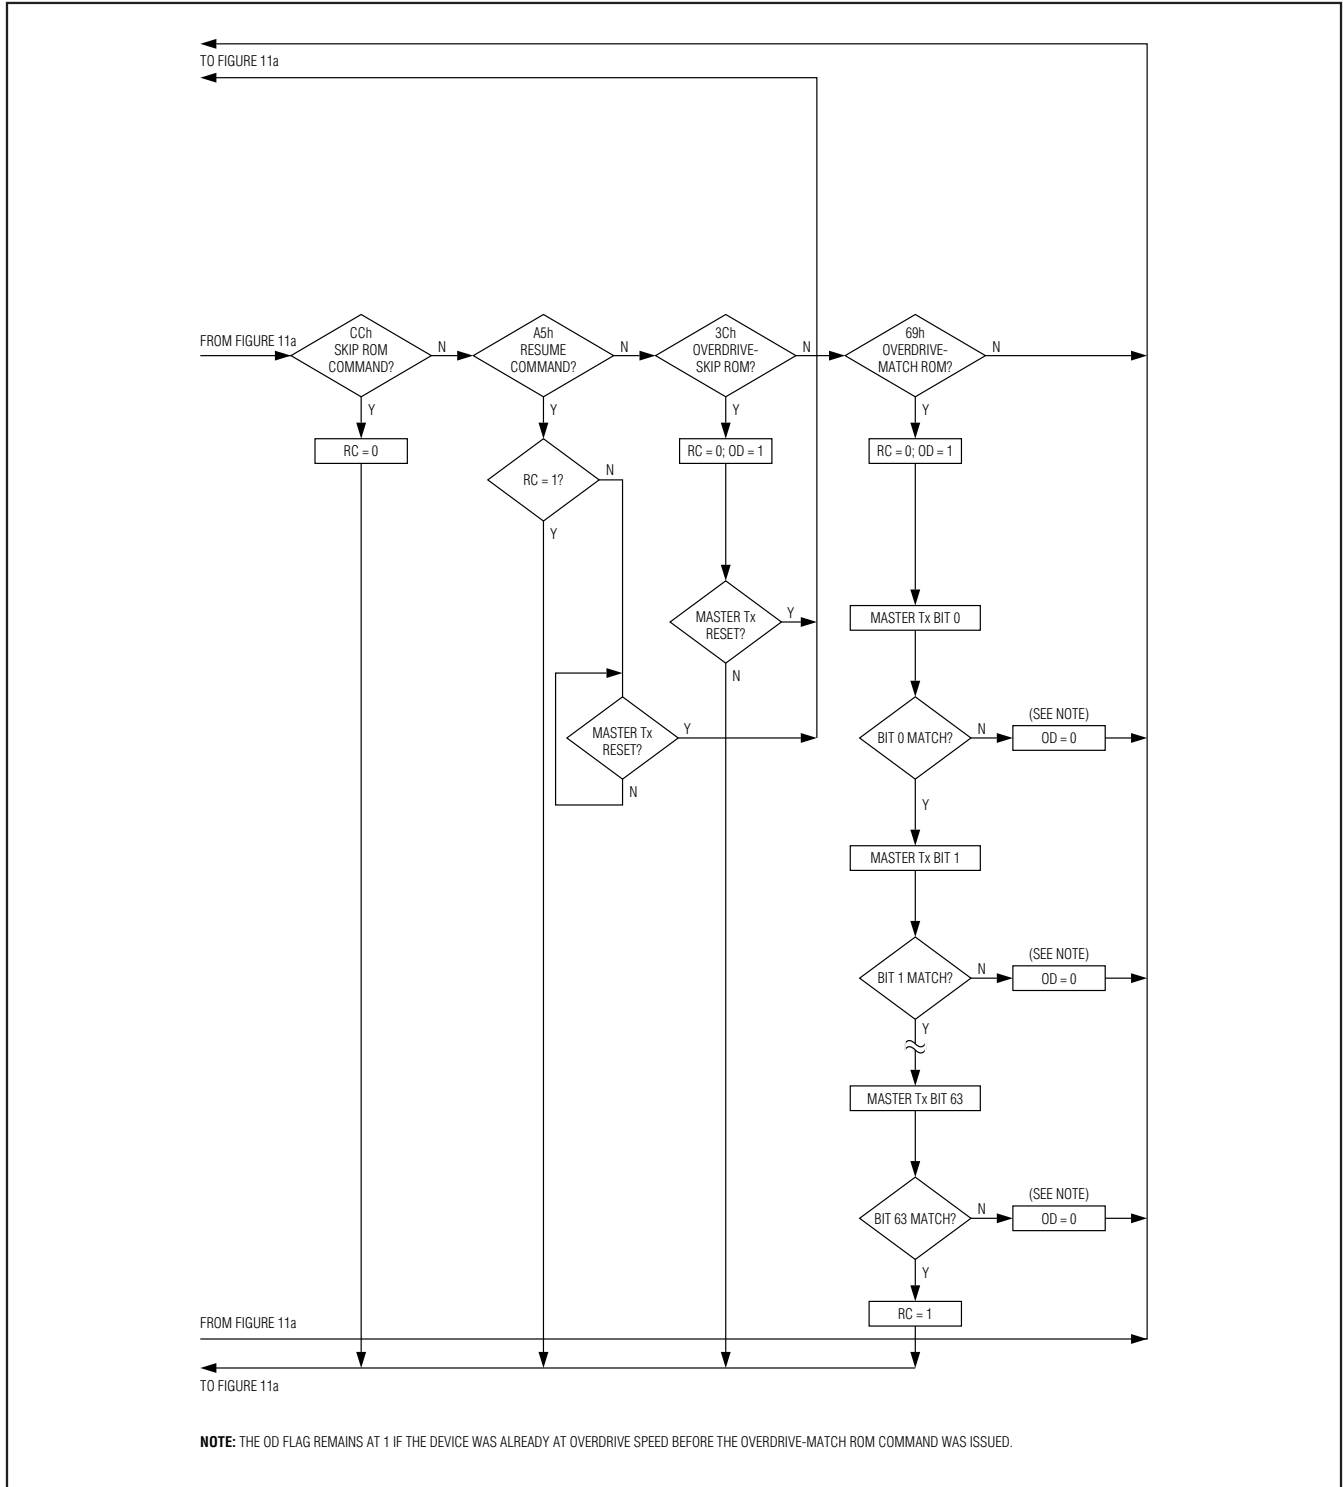 TO FIGURE 11a
FROM FIGURE 11a
CCh
SKIP ROM
COMMAND?
N
Y
RC = 0
A5h
RESUME
COMMAND?
N
Y
RC = 1?
N
Y
MASTER Tx
RESET?
Y
N
3Ch
OVERDRIVE-
SKIP ROM?
N
Y
RC = 0; OD = 1
MASTER Tx
RESET?
Y
N
69h
OVERDRIVE-
MATCH ROM?
N
Y
RC = 0; OD = 1
MASTER Tx BIT 0
BIT 0 MATCH?
N
(SEE NOTE)
OD = 0
Y
MASTER Tx BIT 1
BIT 1 MATCH?
N
(SEE NOTE)
OD = 0
Y
MASTER Tx BIT 63
BIT 63 MATCH?
N
(SEE NOTE)
OD = 0
Y
RC = 1
FROM FIGURE 11a
TO FIGURE 11a
NOTE: THE OD FLAG REMAINS AT 1 IF THE DEVICE WAS ALREADY AT OVERDRIVE SPEED BEFORE THE OVERDRIVE-MATCH ROM COMMAND WAS ISSUED.